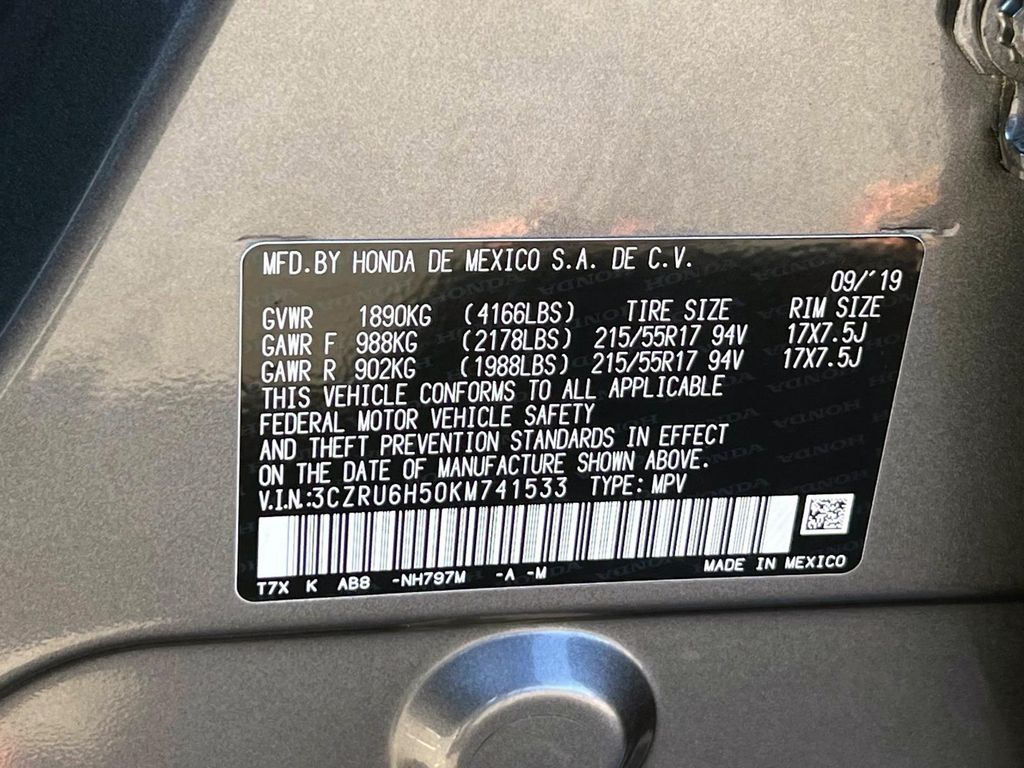 MFD.BY HONDA DE MEXICO S.A. DE C.V.
09/'19
GVWR 1890KG (4166LBS) TIRE SIZE RIM SIZE
GAWR F 988KG (2178LBS) 215/55R17 94V 17X7.5J
GAWR R 902KG (1988LBS) 215/55R17 94V 17X7.5J
THIS VEHICLE CONFORMS TO ALL APPLICABLE
FEDERAL MOTOR VEHICLE SAFETY
AND THEFT PREVENTION STANDARDS IN EFFECT
ON THE DATE OF MANUFACTURE SHOWN ABOVE.
V.I.N.:3CZRU6H50KM741533 TYPE:MPV
T7X K AB8 -NH797M -A -M MADE IN MEXICO